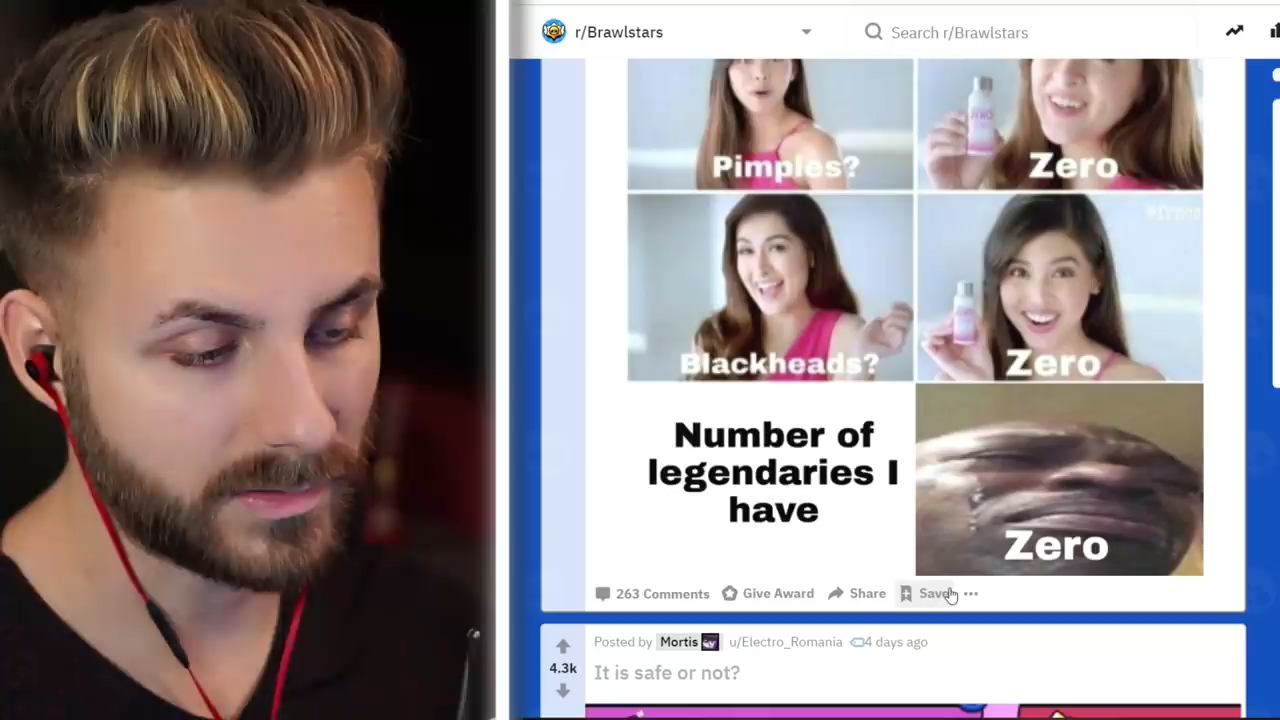 r/Brawlstars
Search r/Brawlstars
Pimples?
Zero
Blackheads?
Zero
Number of
legendaries I
have
Zero
263 Comments
Give Award
Share
Save
Posted by Mortis u/Electro_Romania 4 days ago
4.3k
It is safe or not?